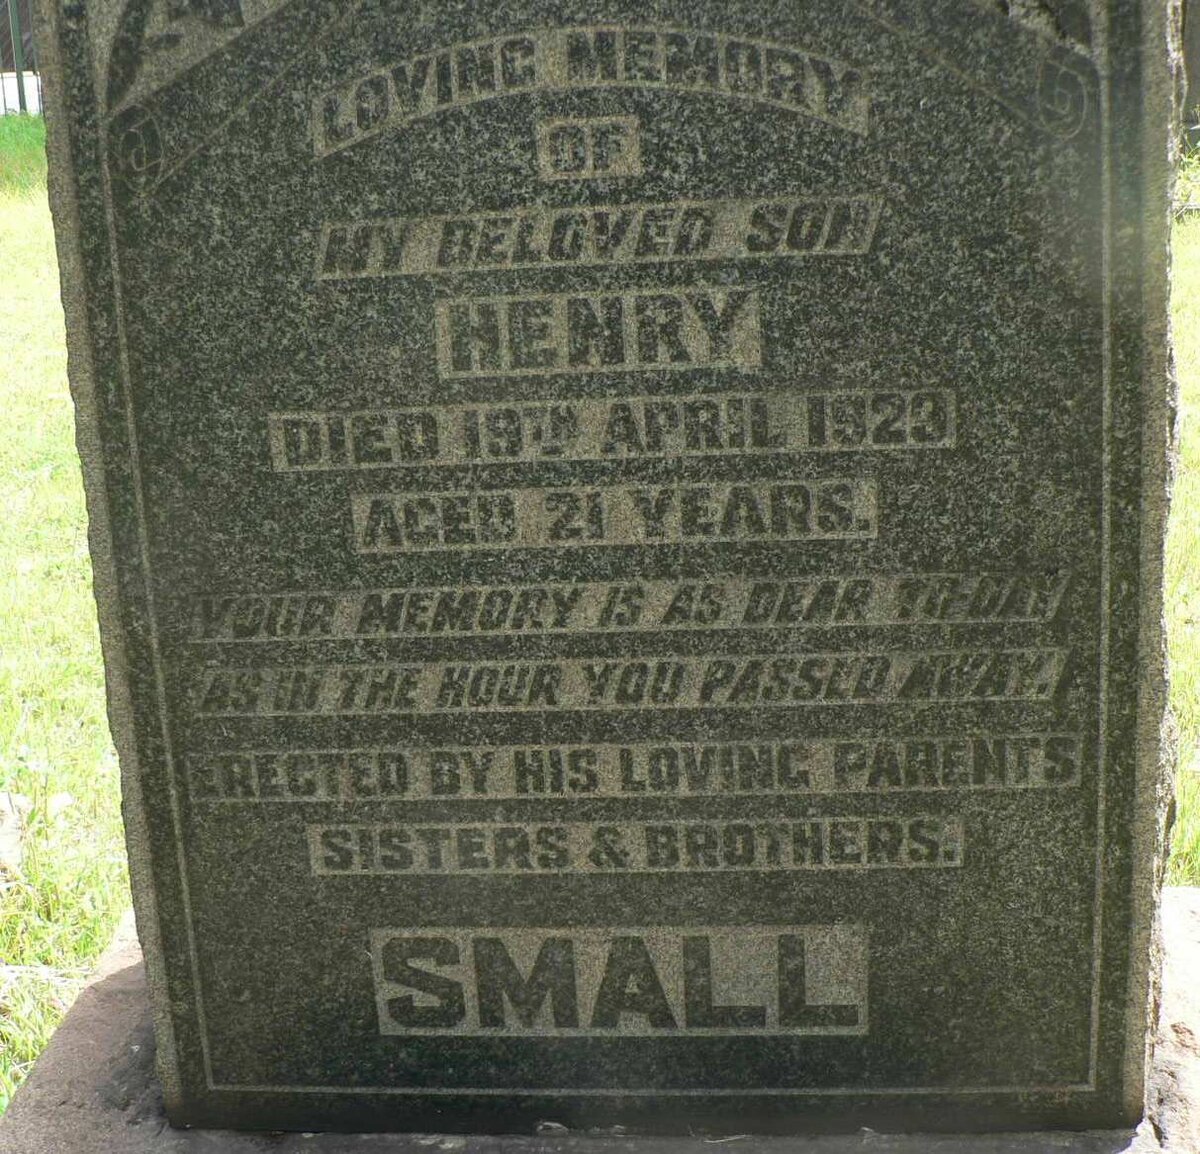 LOVING MEMORY
OF
MY BELOVED SON
HENRY
DIED 19TH APRIL 1923
AGED 21 YEARS.
YOUR MEMORY IS AS DEAR TO-DAY
AS IN THE HOUR YOU PASSED AWAY.
ERECTED BY HIS LOVING PARENTS
SISTERS & BROTHERS.
SMALL